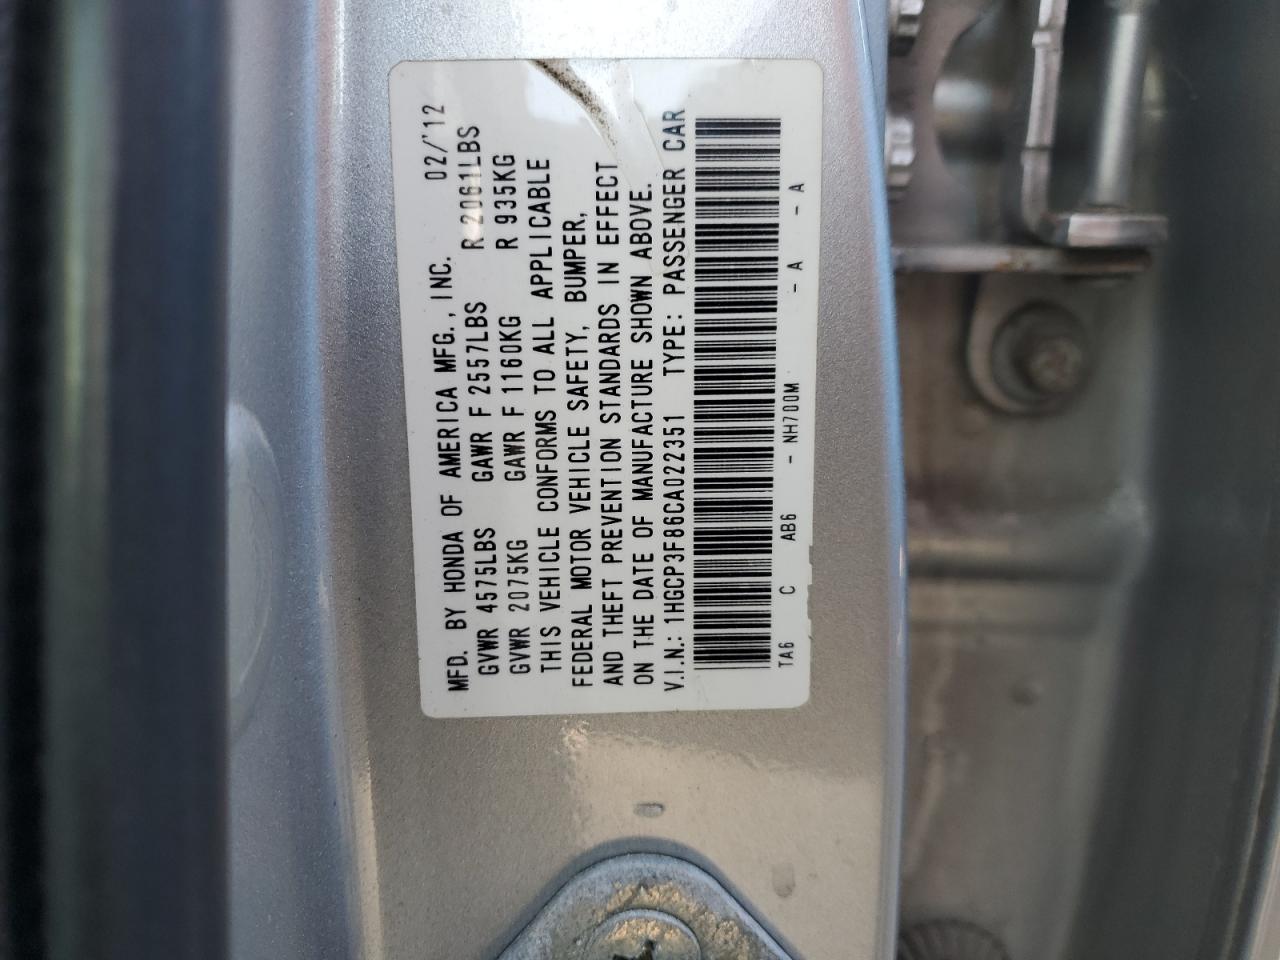 MFD. BY HONDA OF AMERICA MFG., INC. 02/'12
GVWR 4575LBS GAWR F 2557LBS R 2061LBS
GVWR 2075KG GAWR F 1160KG R 935KG
THIS VEHICLE CONFORMS TO ALL APPLICABLE
FEDERAL MOTOR VEHICLE SAFETY, BUMPER,
AND THEFT PREVENTION STANDARDS IN EFFECT
ON THE DATE OF MANUFACTURE SHOWN ABOVE.
V.I.N.: 1HGCP3F86CA022351 TYPE: PASSENGER CAR
TA6 C AB6 - NH700M - A - A